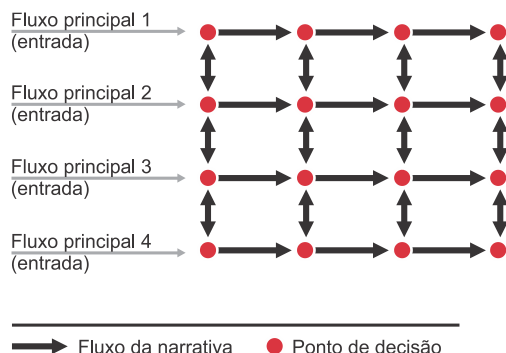 Fluxo principal 1
(entrada)
Fluxo principal 2
(entrada)
Fluxo principal 3
(entrada)
Fluxo principal 4
(entrada)
Fluxo da narrativa
Ponto de decisão